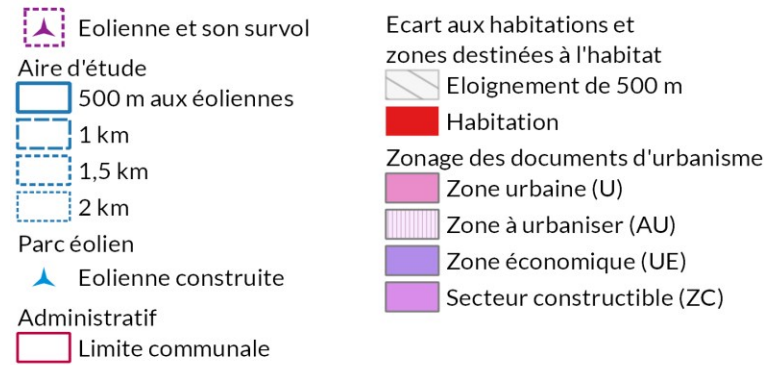 Eolienne et son survol
Aire d'étude
500 m aux éoliennes
1 km
1,5 km
2 km
Parc éolien
Eolienne construite
Administratif
Limite communale
Ecart aux habitations et
zones destinées à l'habitat
Eloignement de 500 m
Habitation
Zonage des documents d'urbanisme
Zone urbaine (U)
Zone à urbaniser (AU)
Zone économique (UE)
Secteur constructible (ZC)